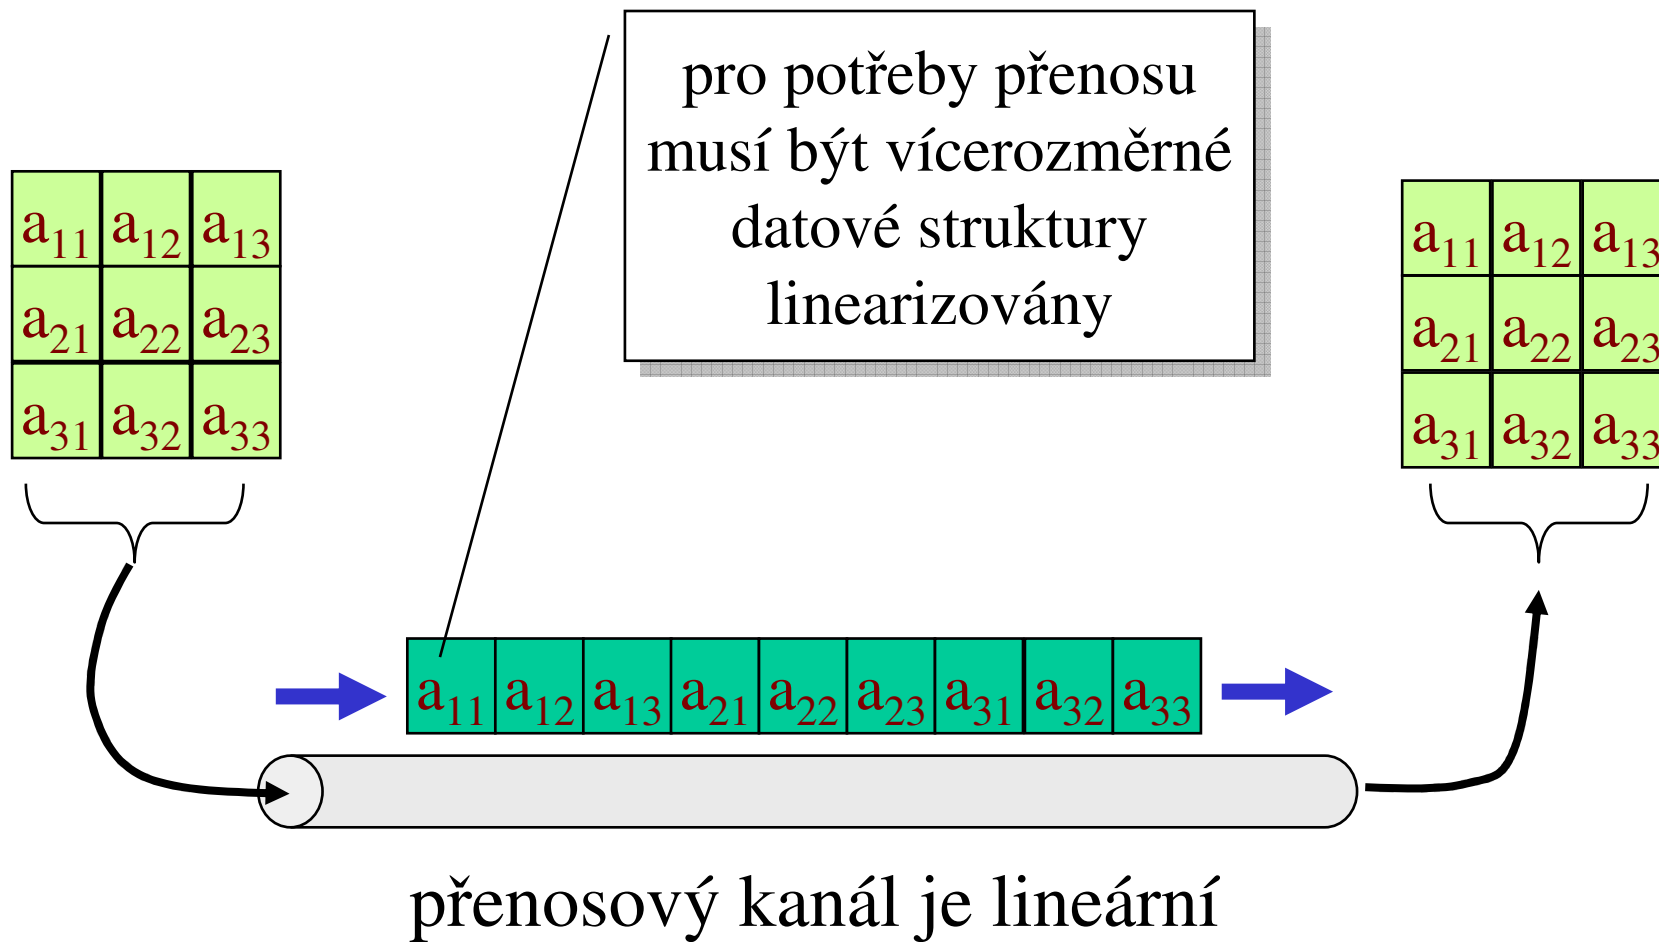 pro potřeby přenosu
musí být vícerozměrné
datové struktury
linearizovány
a11 a12 a13
a21 a22 a23
a31 a32 a33
a11 a12 a13
a21 a22 a23
a31 a32 a33
a11 a12 a13 a21 a22 a23 a31 a32 a33
přenosový kanál je lineární